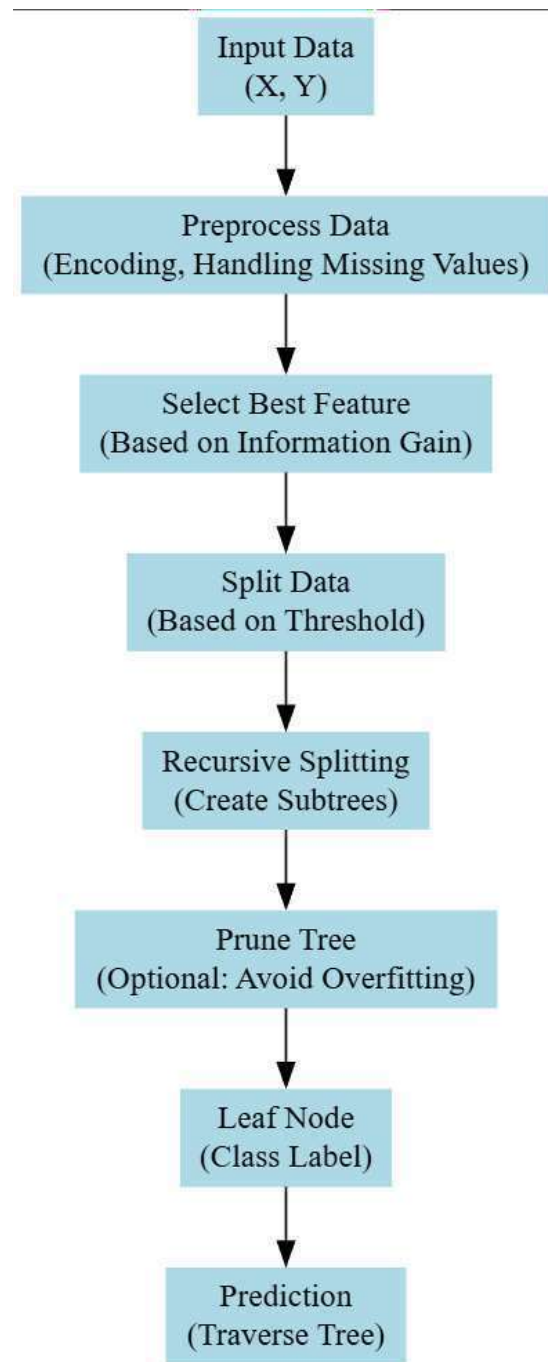 Input Data
(X, Y)
Preprocess Data
(Encoding, Handling Missing Values)
Select Best Feature
(Based on Information Gain)
Split Data
(Based on Threshold)
Recursive Splitting
(Create Subtrees)
Prune Tree
(Optional: Avoid Overfitting)
Leaf Node
(Class Label)
Prediction
(Traverse Tree)